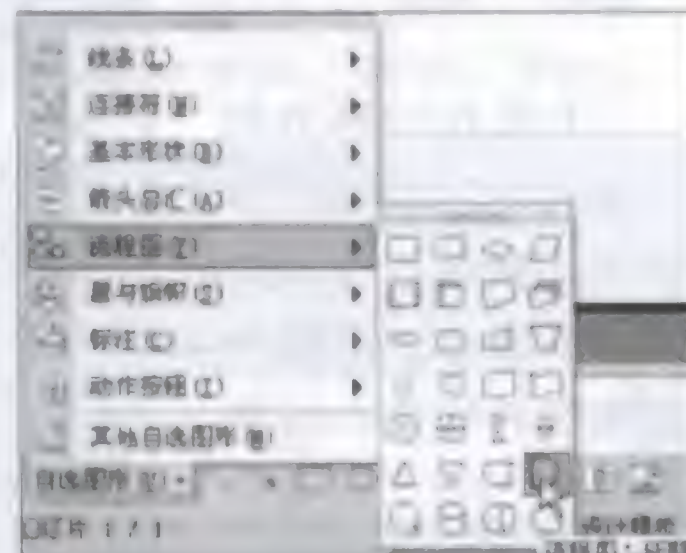 线条(L)
连接符(N)
基本形状(B)
箭头总汇(A)
流程图(F)
星与旗帜(S)
标注(C)
动作按钮(I)
其他自选图形(M)
自选图形(U)
幻灯片 1 / 1